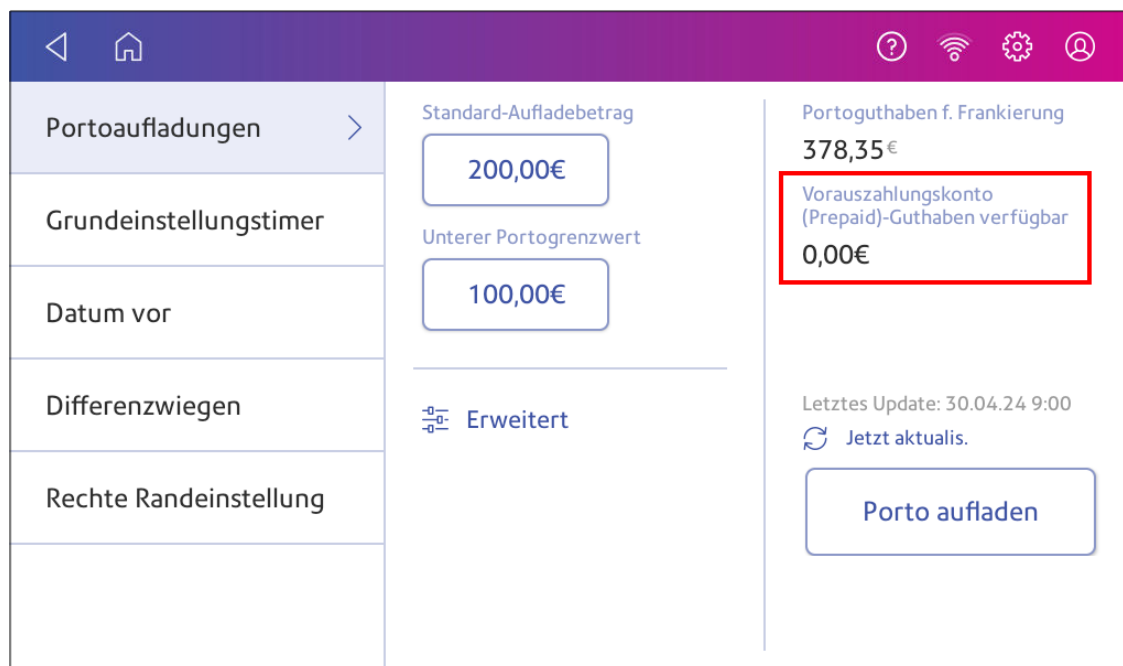 Portoaufladungen
Grundeinstellungstimer
Datum vor
Differenzwiegen
Rechte Randeinstellung
Standard-Aufladebetrag
200,00€
Unterer Portogrenzwert
100,00€
Erweitert
Portoguthaben f. Frankierung
378,35€
Vorauszahlungskonto
(Prepaid)-Guthaben verfügbar
0,00€
Letztes Update: 30.04.24 9:00
Jetzt aktualis.
Porto aufladen